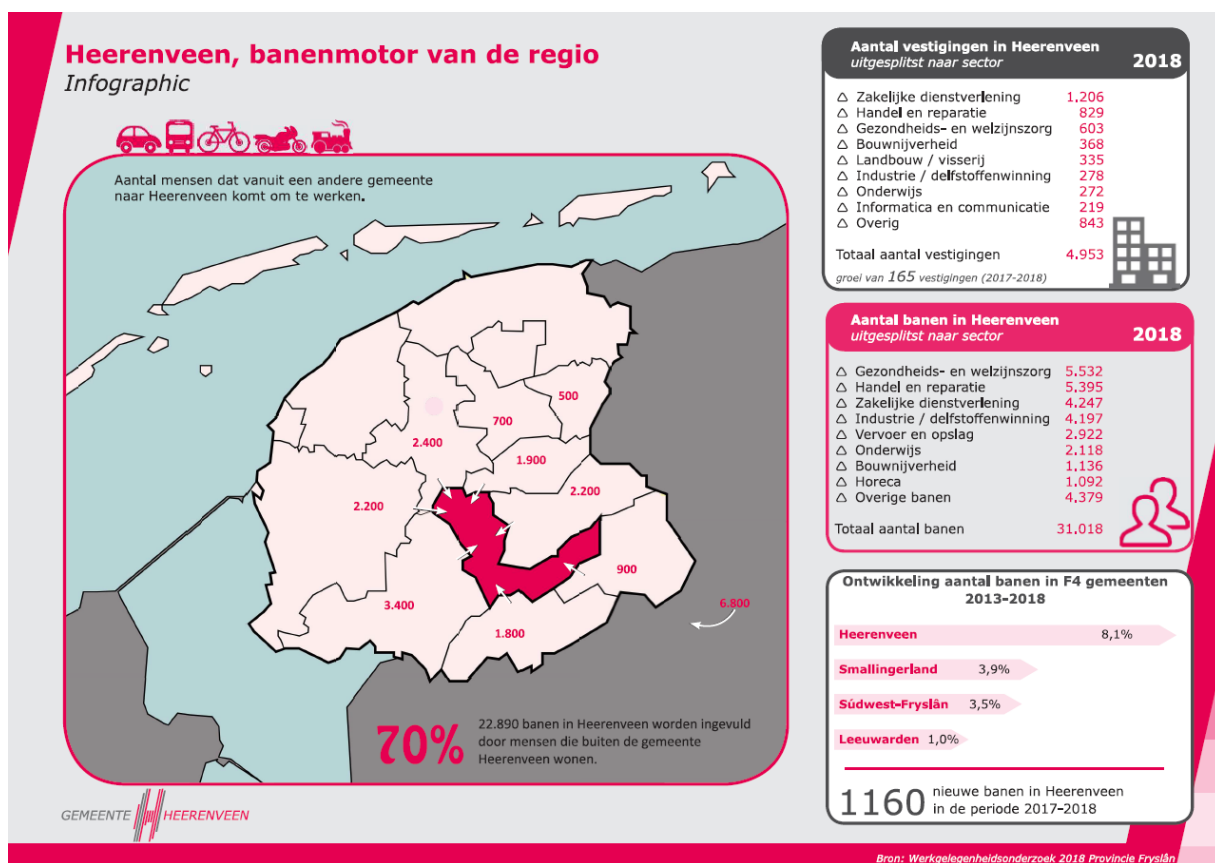 Heerenveen, banenmotor van de regio
Infographic
Aantal mensen dat vanuit een andere gemeente
naar Heerenveen komt om te werken.
500
700
2.400
1.900
2.200
2.200
900
3.400
6.800
1.800
70%
22.890 banen in Heerenveen worden ingevuld
door mensen die buiten de gemeente
Heerenveen wonen.
GEMEENTE HEERENVEEN
Aantal vestigingen in Heerenveen
uitgesplitst naar sector 2018
Zakelijke dienstverlening 1.206
Handel en reparatie 829
Gezondheids- en welzijnszorg 603
Bouwnijverheid 368
Landbouw / visserij 335
Industrie / delfstoffenwinning 278
Onderwijs 272
Informatica en communicatie 219
Overig 843
Totaal aantal vestigingen 4.953
groei van 165 vestigingen (2017-2018)
Aantal banen in Heerenveen
uitgesplitst naar sector 2018
Gezondheids- en welzijnszorg 5.532
Handel en reparatie 5.395
Zakelijke dienstverlening 4.247
Industrie / delfstoffenwinning 4.197
Vervoer en opslag 2.922
Onderwijs 2.118
Bouwnijverheid 1.136
Horeca 1.092
Overige banen 4.379
Totaal aantal banen 31.018
Ontwikkeling aantal banen in F4 gemeenten
2013-2018
Heerenveen 8,1%
Smallingerland 3,9%
Súdwest-Fryslân 3,5%
Leeuwarden 1,0%
1160 nieuwe banen in Heerenveen
in de periode 2017-2018
Bron: Werkgelegenheidsonderzoek 2018 Provincie Fryslân